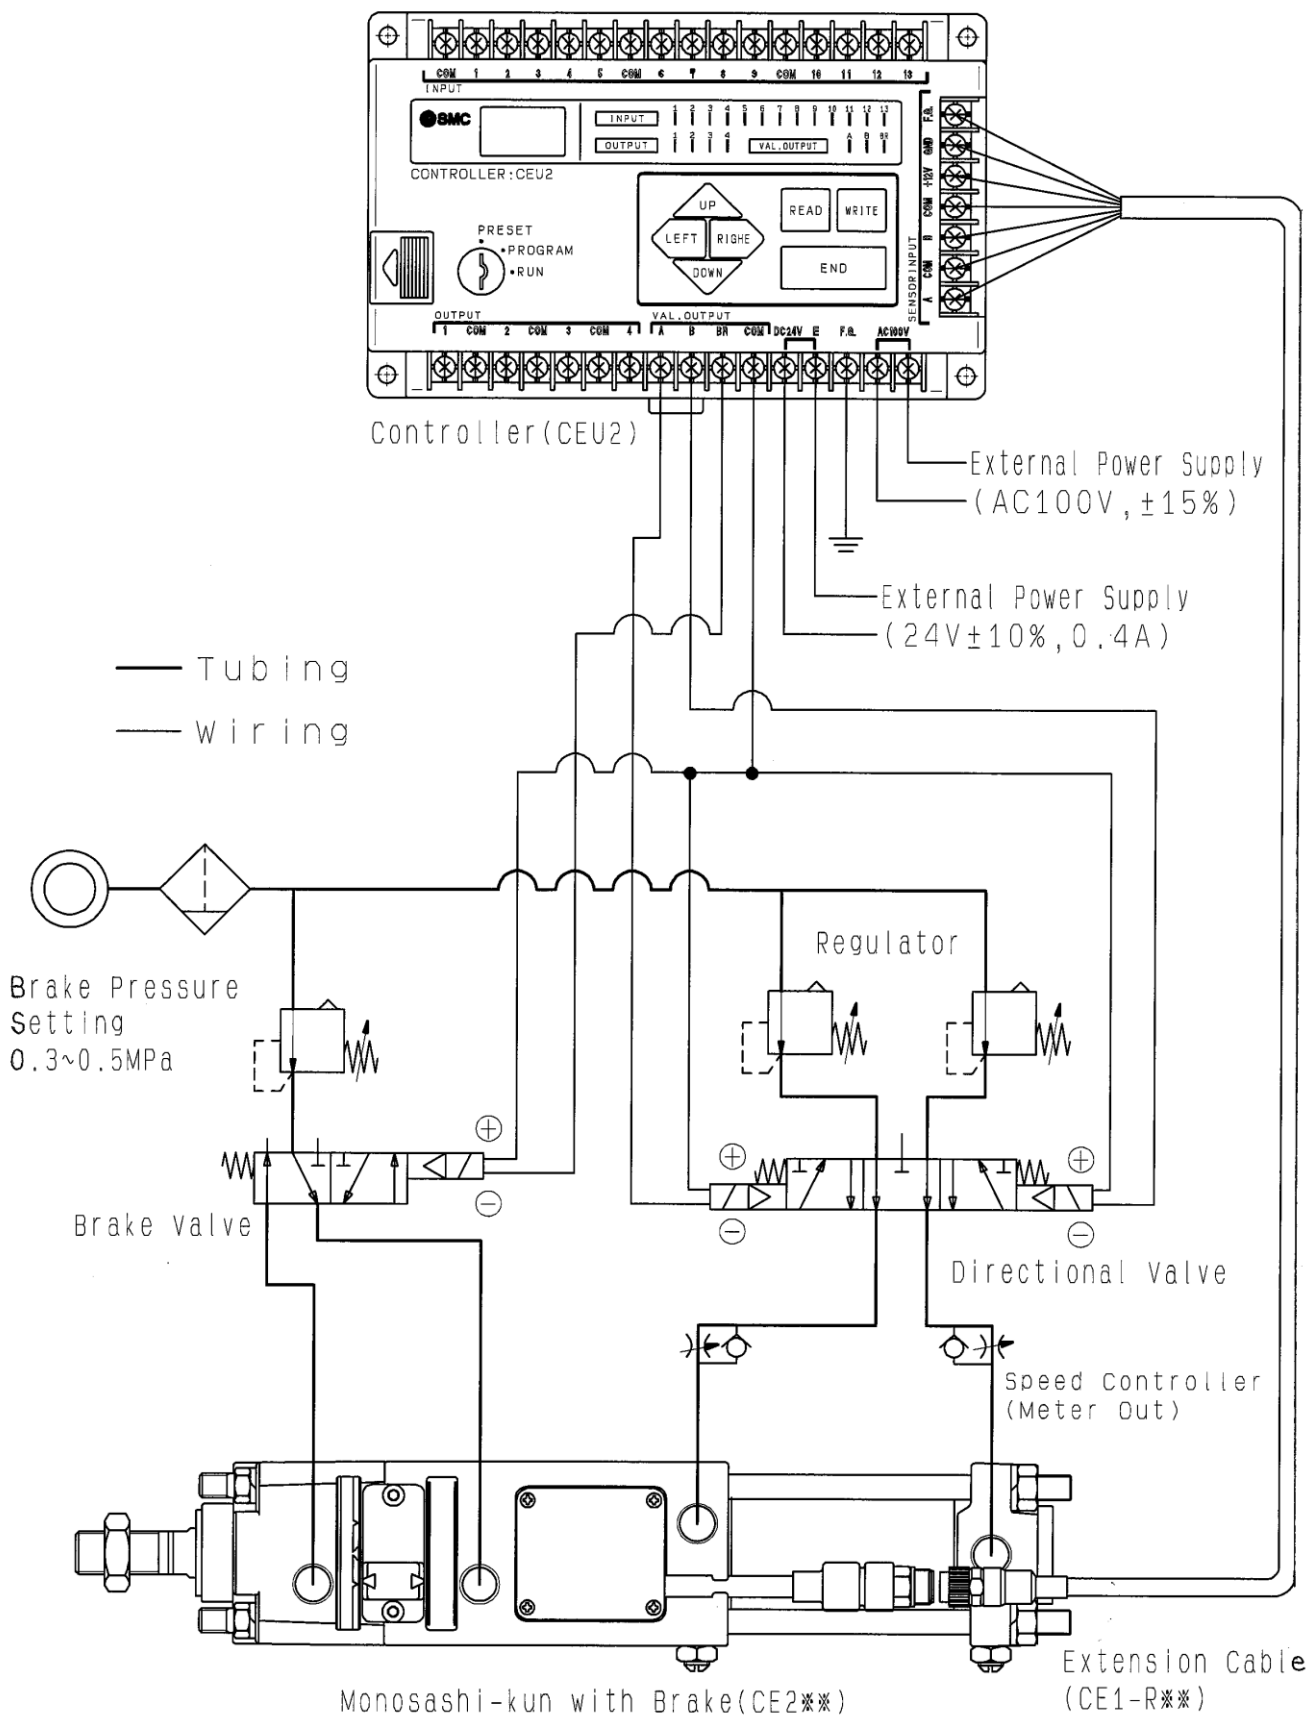 COM 1 2 3 4 5 COM 6 7 8 9 COM 10 11 12 13
INPUT
SMC
INPUT
1 2 3 4 5 6 7 8 9 10 11 12 13
OUTPUT
1 2 3 4
VAL.OUTPUT
A B BR
CONTROLLER:CEU2
UP
LEFT
RIGHE
DOWN
READ
WRITE
END
PRESET
PROGRAM
RUN
F.G.
GND
+12V
COM
B
COM
A
SENSOR INPUT
OUTPUT
1 COM 2 COM 3 COM 4
VAL.OUTPUT
A B BR COM
DC24V E F.G. AC100V
Controller(CEU2)
External Power Supply
(AC100V,±15%)
External Power Supply
(24V±10%,0.4A)
Tubing
Wiring
Regulator
Brake Pressure
Setting
0.3~0.5MPa
+
−
+
−
+
−
Brake Valve
Directional Valve
Speed Controller
(Meter Out)
Extension Cable
(CE1-R※※)
Monosashi-kun with Brake(CE2※※)